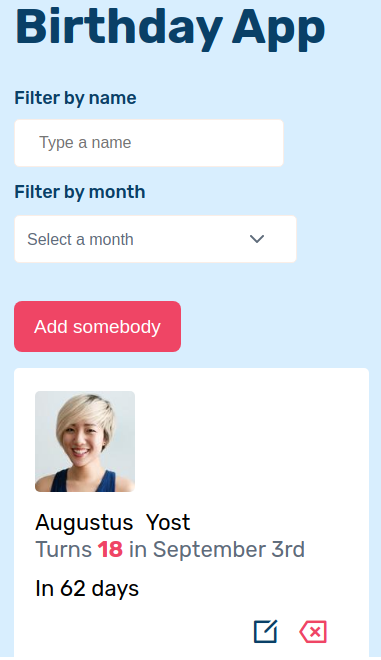 Birthday App
Filter by name
Type a name
Filter by month
Select a month
Add somebody
Augustus Yost
Turns 18 in September 3rd
In 62 days